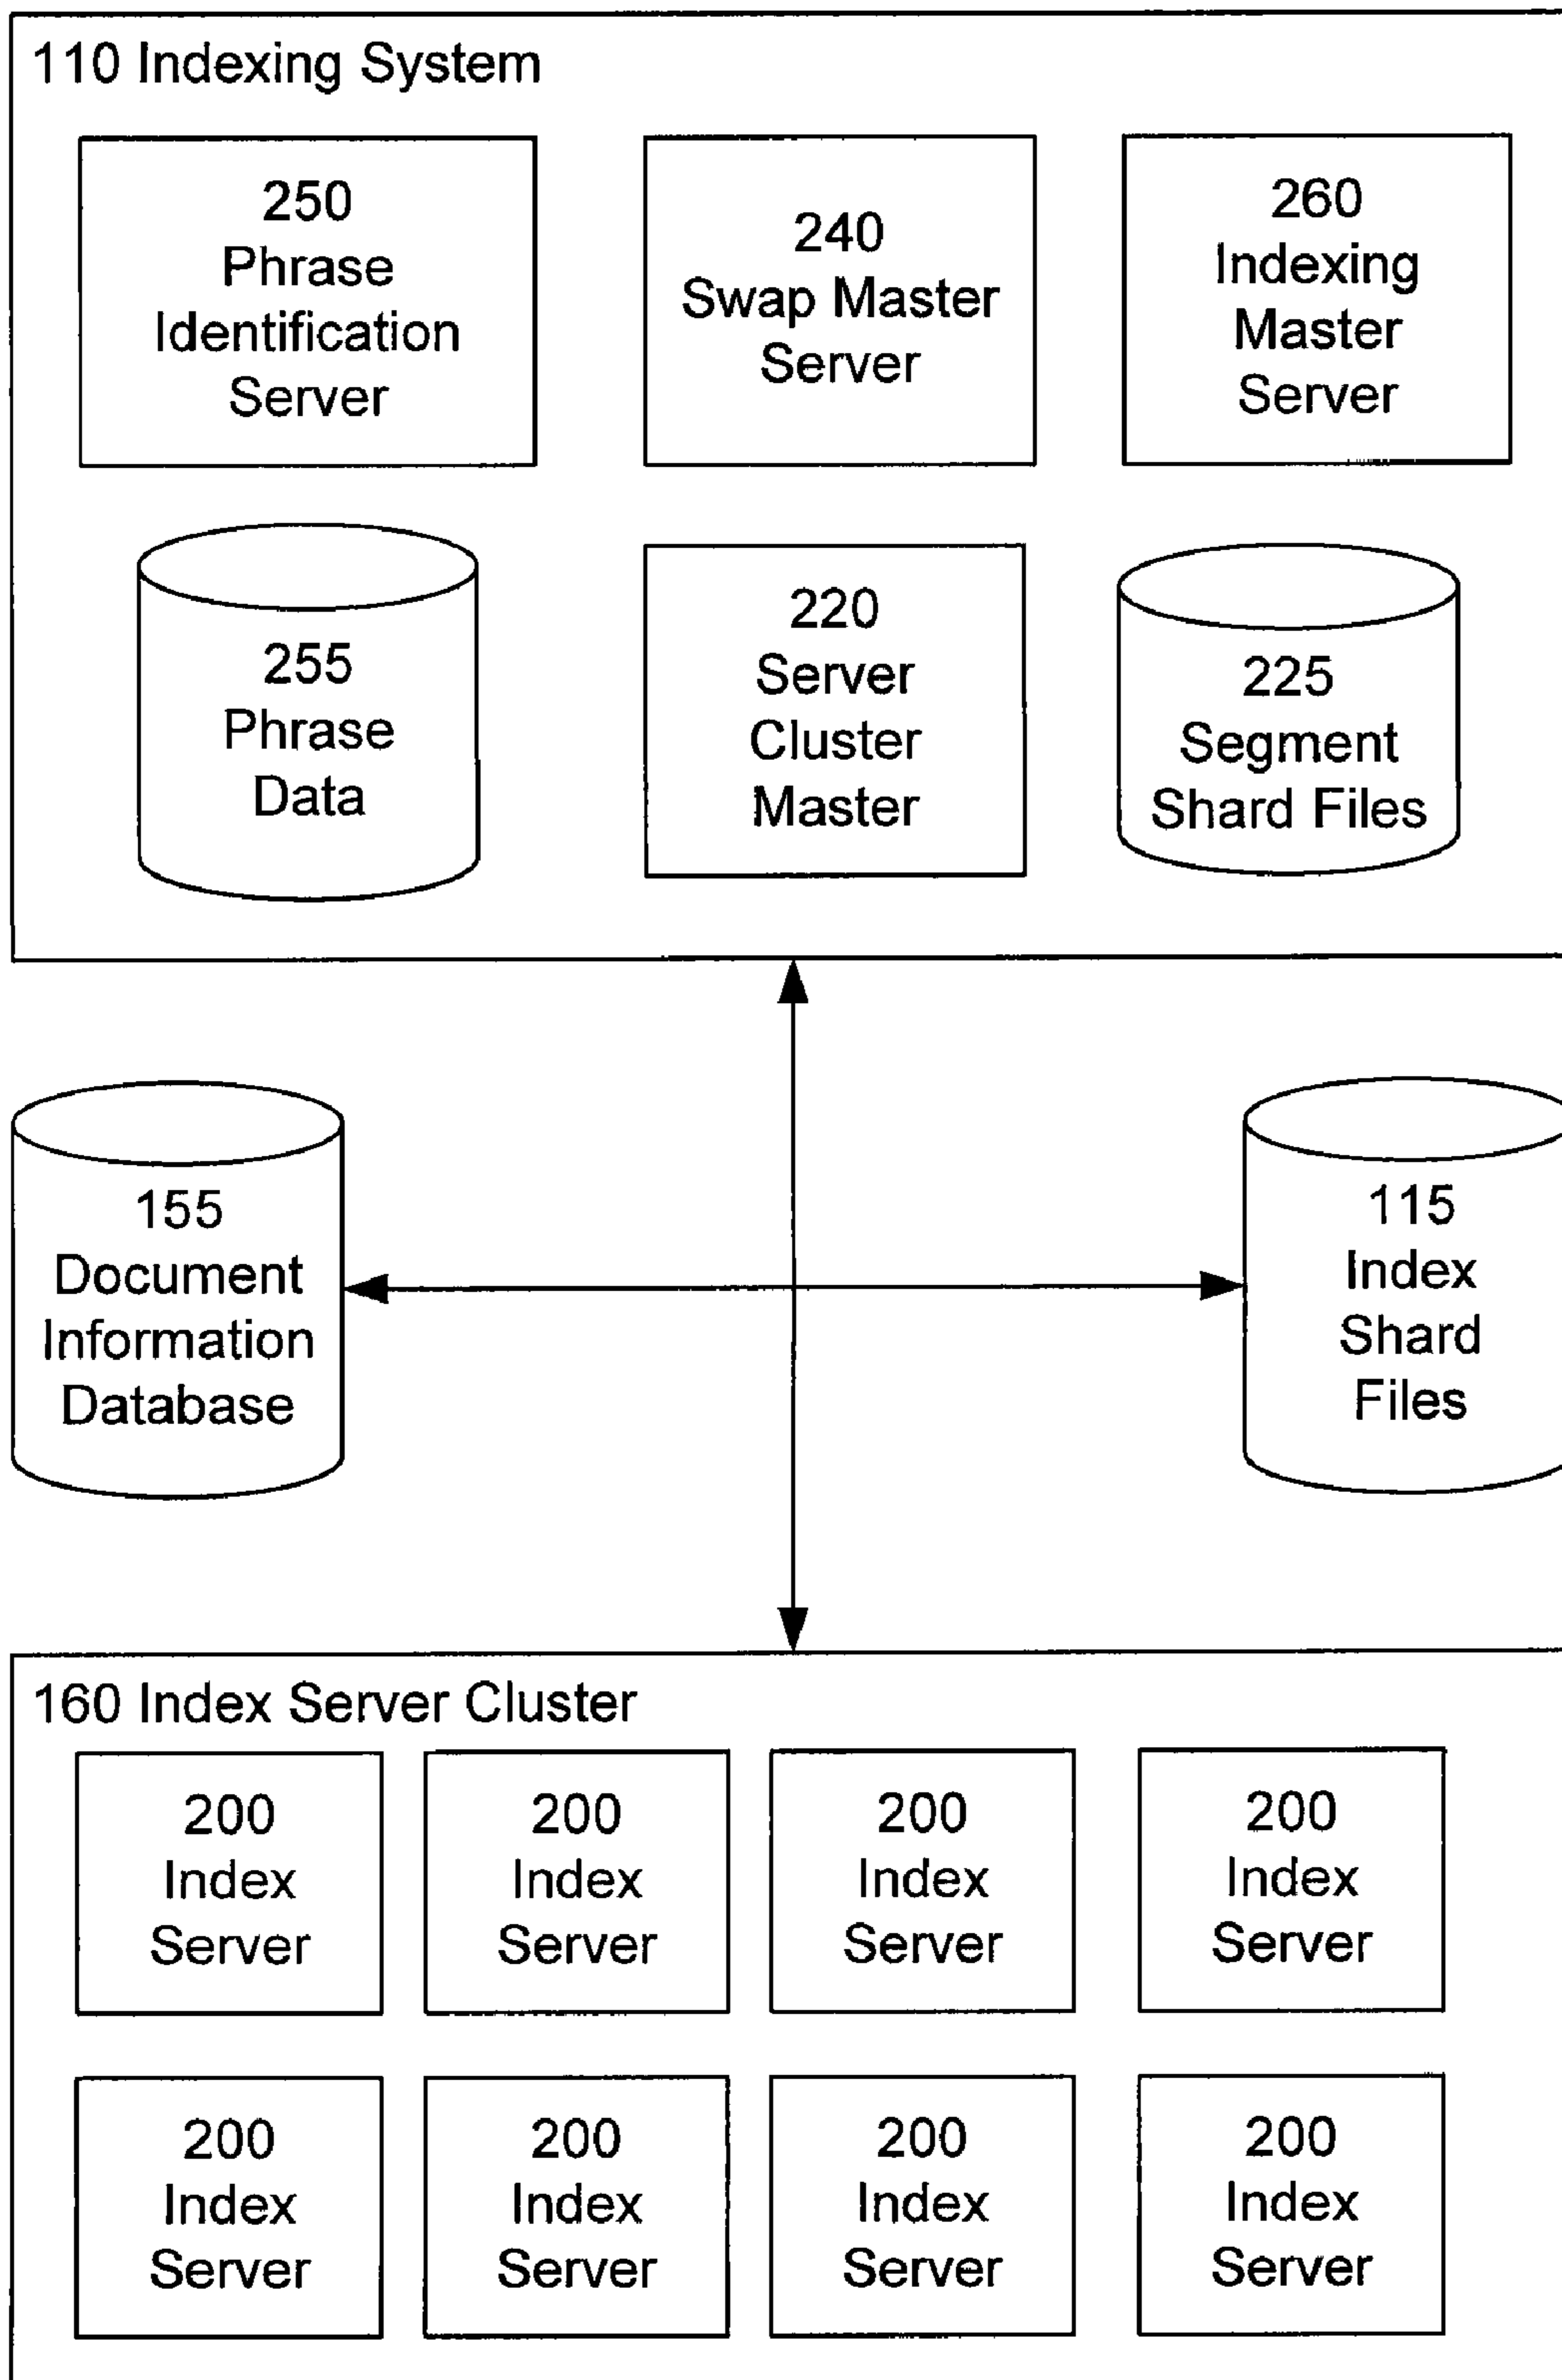 110 Indexing System
250
Phrase
Identification
Server
240
Swap Master
Server
260
Indexing
Master
Server
255
Phrase
Data
220
Server
Cluster
Master
225
Segment
Shard Files
155
Document
Information
Database
115
Index
Shard
Files
160 Index Server Cluster
200
Index
Server
200
Index
Server
200
Index
Server
200
Index
Server
200
Index
Server
200
Index
Server
200
Index
Server
200
Index
Server